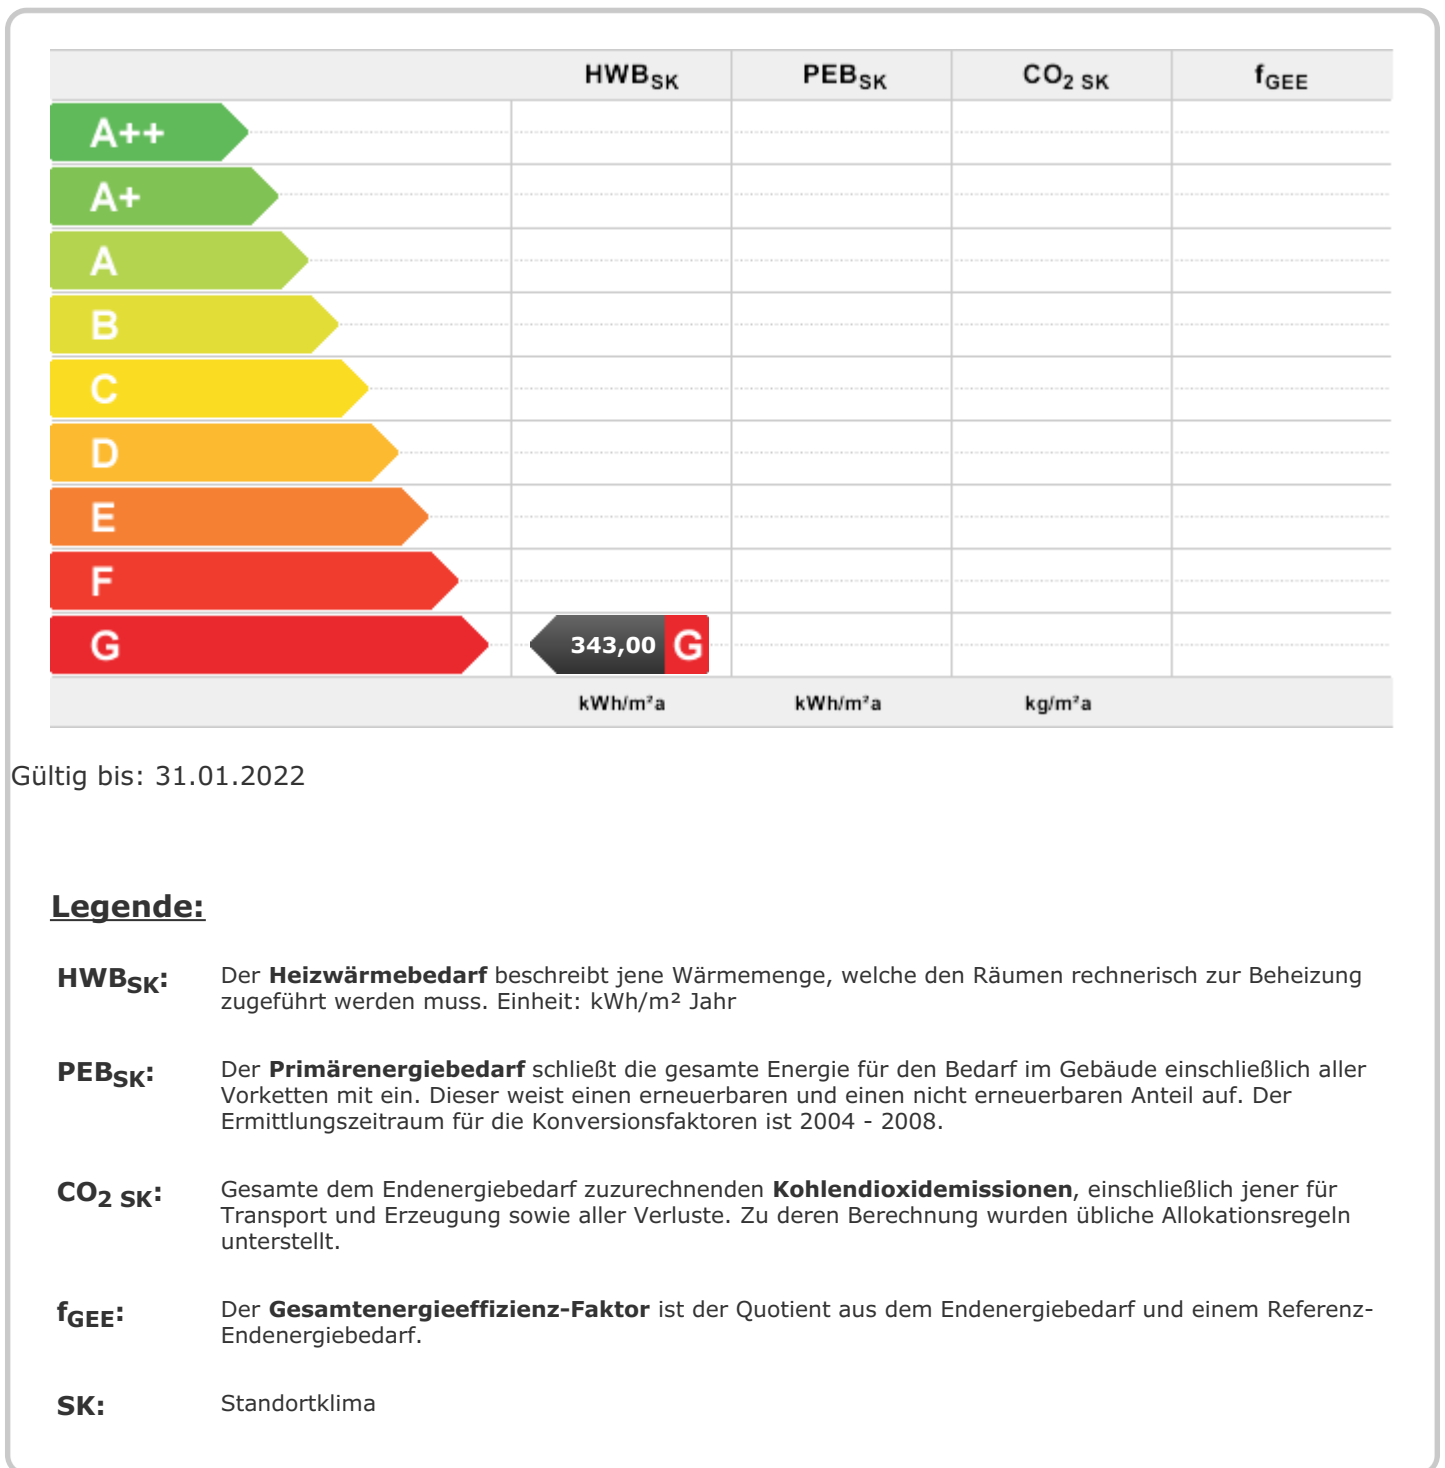 HWBSK PEBSK CO2 SK fGEE
A++
A+
A
B
C
D
E
F
G 343,00 G
kWh/m²a kWh/m²a kg/m²a
Gültig bis: 31.01.2022
Legende:
HWBSK: Der Heizwärmebedarf beschreibt jene Wärmemenge, welche den Räumen rechnerisch zur Beheizung
zugeführt werden muss. Einheit: kWh/m² Jahr
PEBSK: Der Primärenergiebedarf schließt die gesamte Energie für den Bedarf im Gebäude einschließlich aller
Vorketten mit ein. Dieser weist einen erneuerbaren und einen nicht erneuerbaren Anteil auf. Der
Ermittlungszeitraum für die Konversionsfaktoren ist 2004 - 2008.
CO2 SK: Gesamte dem Endenergiebedarf zuzurechnenden Kohlendioxidemissionen, einschließlich jener für
Transport und Erzeugung sowie aller Verluste. Zu deren Berechnung wurden übliche Allokationsregeln
unterstellt.
fGEE: Der Gesamtenergieeffizienz-Faktor ist der Quotient aus dem Endenergiebedarf und einem Referenz-
Endenergiebedarf.
SK: Standortklima